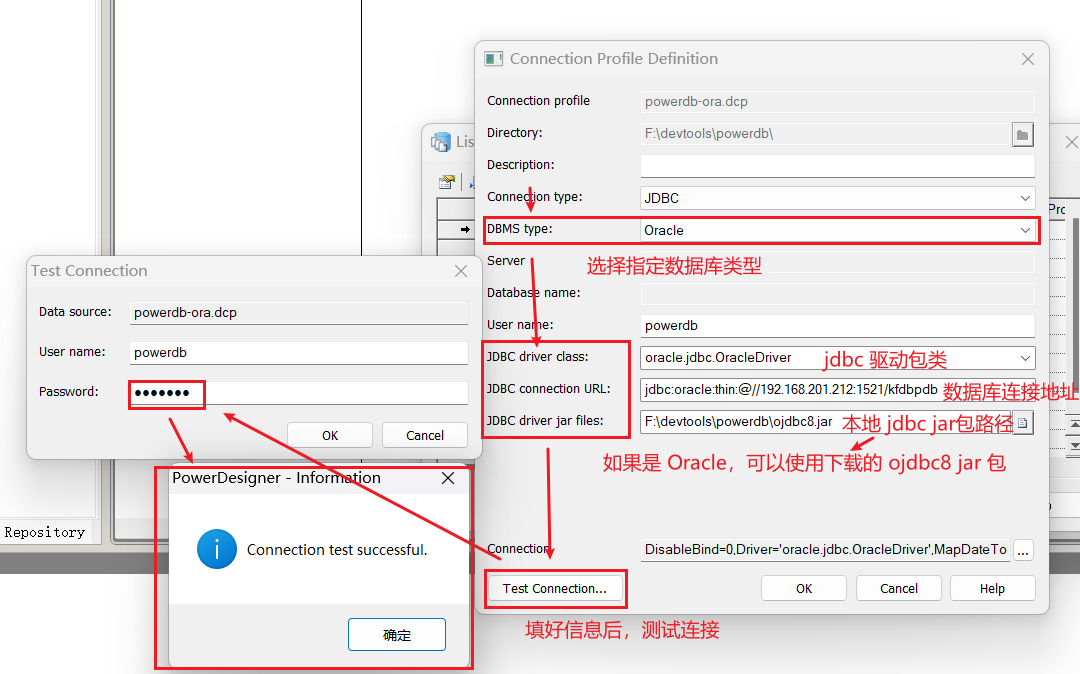 Connection Profile Definition
Connection profile powerdb-ora.dcp
Directory: F:\devtools\powerdb\
Lis
Description:
Connection type: JDBC
Pro
DBMS type: Oracle
Server 选择指定数据库类型
Database name:
User name: powerdb
JDBC driver class: oracle.jdbc.OracleDriver jdbc 驱动包类
JDBC connection URL: jdbc:oracle:thin:@//192.168.201.212:1521/kfdbpdb 数据库连接地址
JDBC driver jar files: F:\devtools\powerdb\ojdbc8.jar 本地 jdbc jar包路径
如果是 Oracle，可以使用下载的 ojdbc8 jar 包
Connection DisableBind=0,Driver='oracle.jdbc.OracleDriver',MapDateTo ...
Test Connection... OK Cancel Help
填好信息后，测试连接
Test Connection
Data source: powerdb-ora.dcp
User name: powerdb
Password: ●●●●●●●
OK Cancel
PowerDesigner - Information
Connection test successful.
确定
Repository